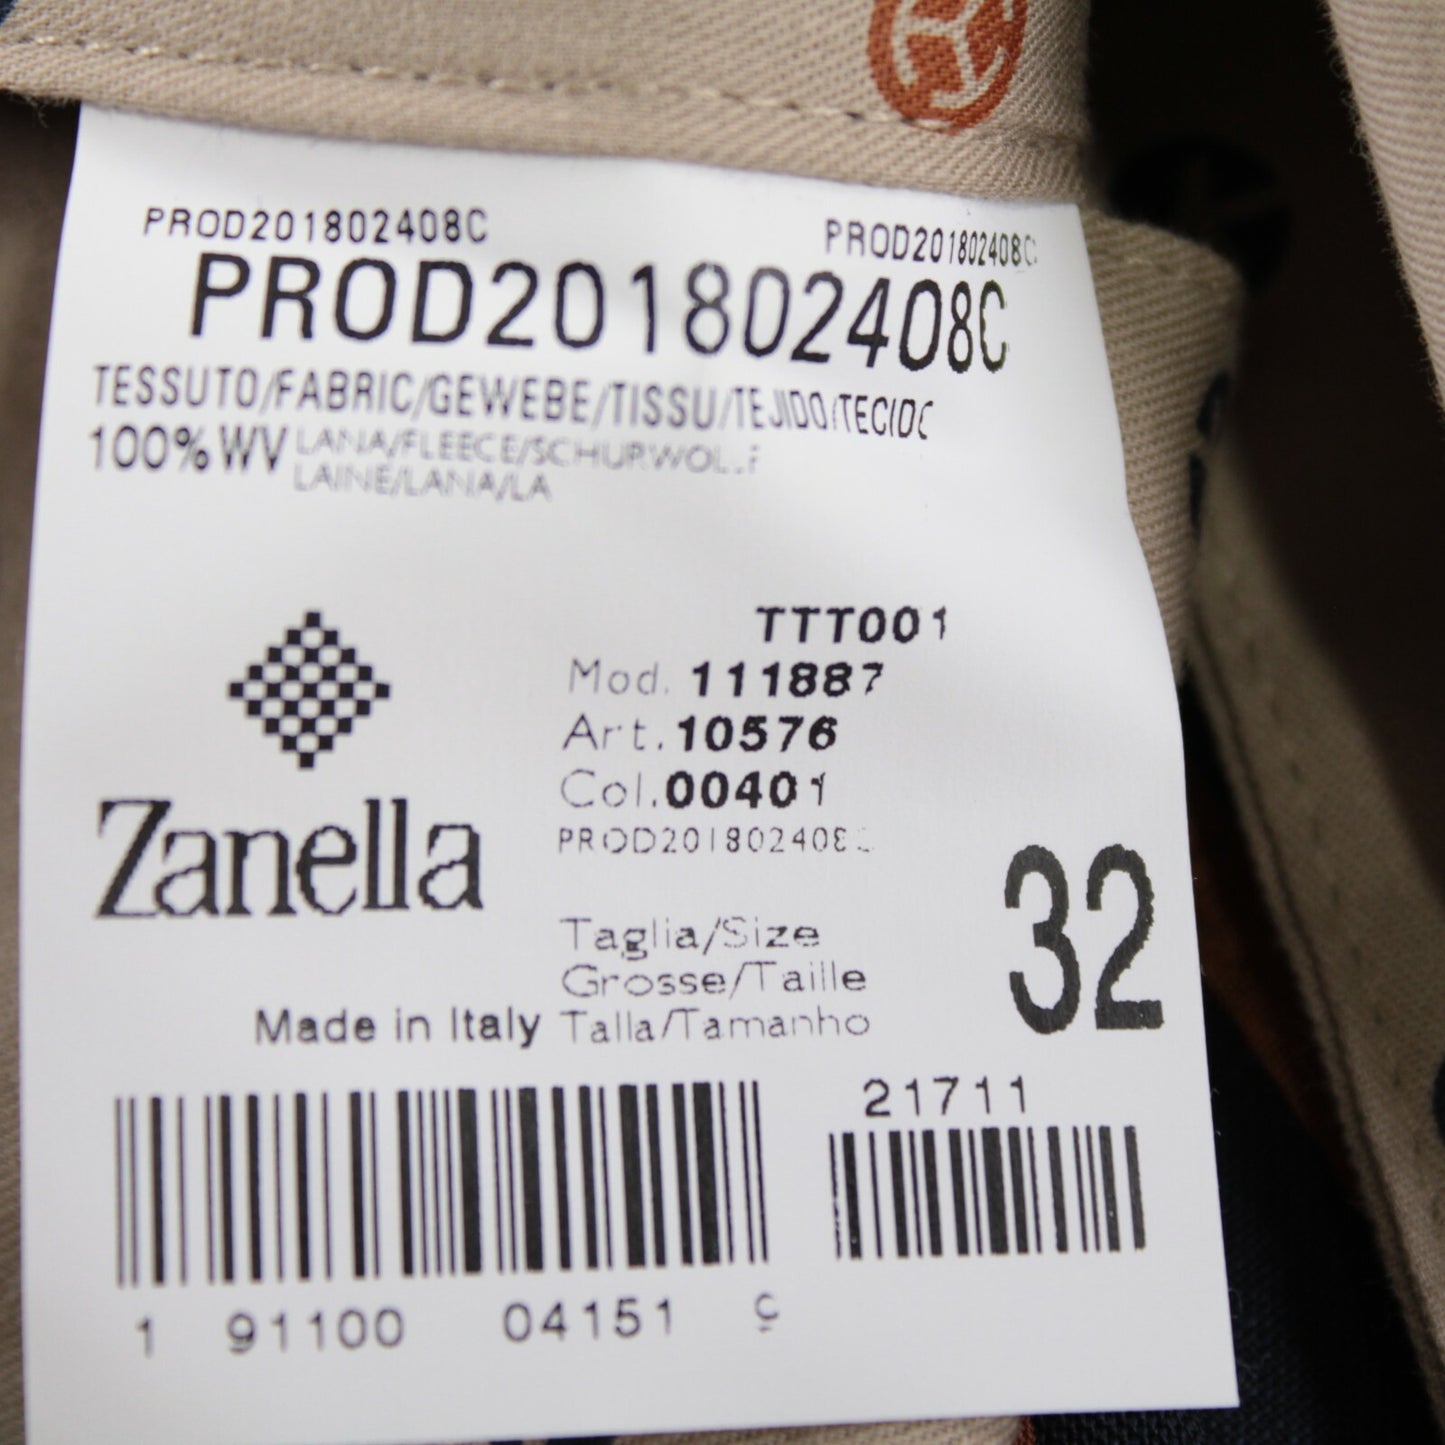 PROD201802408C PROD201802408C
PROD201802408C
TESSUTO/FABRIC/GEWEBE/TISSU/TEJIDO/TECIDO
100% WV LANA/FLEECE/SCHURWOLLE
LAINE/LANA/LA
TTT001
Mod. 111887
Art. 10576
Col. 00401
PROD201802408C
Zanella
32
Taglia/Size
Grosse/Taille
Made in Italy Talla/Tamanho
21711
1 91100 04151